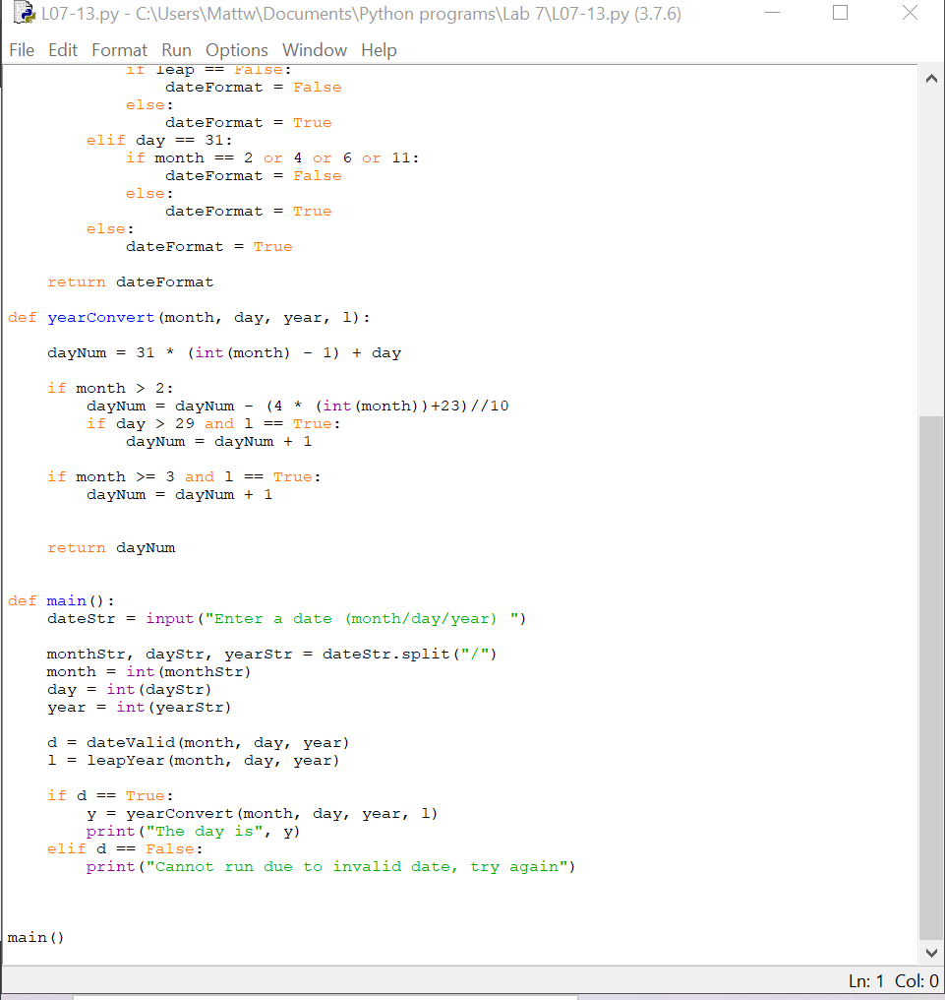 L07-13.py - C:\Users\Mattw\Documents\Python programs\Lab 7\L07-13.py (3.7.6)
File Edit Format Run Options Window Help
            if leap == False:
                dateFormat = False
            else:
                dateFormat = True
        elif day == 31:
            if month == 2 or 4 or 6 or 11:
                dateFormat = False
            else:
                dateFormat = True
        else:
            dateFormat = True
    return dateFormat
def yearConvert(month, day, year, l):
    dayNum = 31 * (int(month) - 1) + day
    if month > 2:
        dayNum = dayNum - (4 * (int(month))+23)//10
        if day > 29 and l == True:
            dayNum = dayNum + 1
    if month >= 3 and l == True:
        dayNum = dayNum + 1
    return dayNum
def main():
    dateStr = input("Enter a date (month/day/year) ")
    monthStr, dayStr, yearStr = dateStr.split("/")
    month = int(monthStr)
    day = int(dayStr)
    year = int(yearStr)
    d = dateValid(month, day, year)
    l = leapYear(month, day, year)
    if d == True:
        y = yearConvert(month, day, year, l)
        print("The day is", y)
    elif d == False:
        print("Cannot run due to invalid date, try again")
main()
Ln: 1 Col: 0